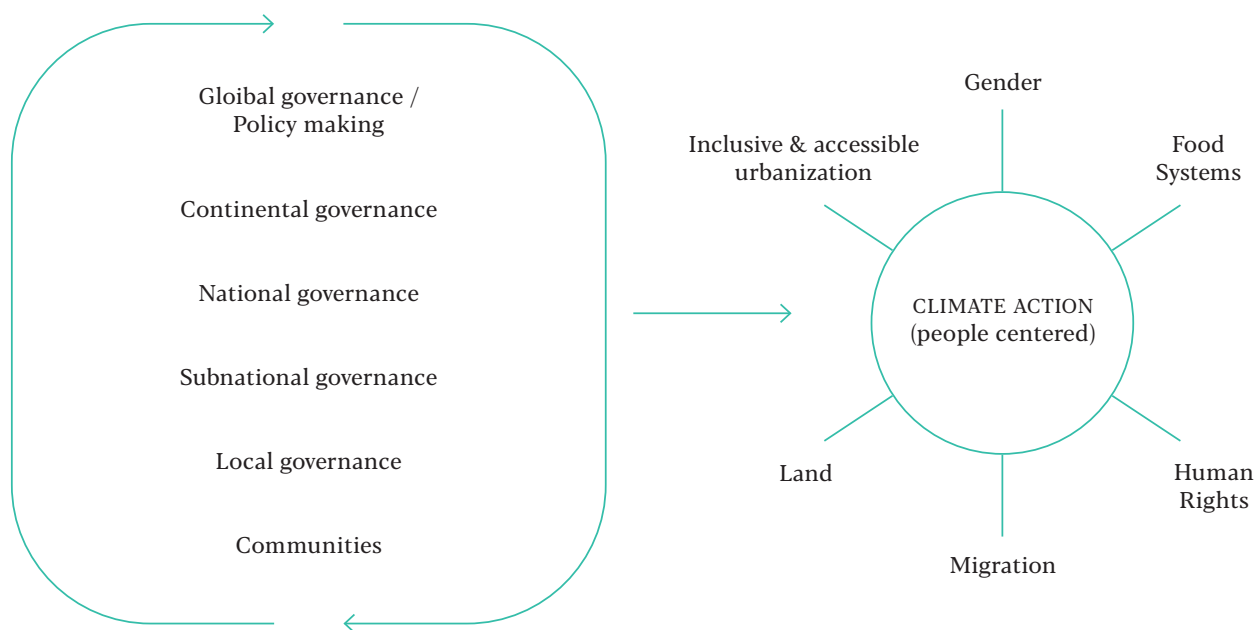 Gloibal governance /
Policy making
Continental governance
National governance
Subnational governance
Local governance
Communities
Gender
Inclusive & accessible
urbanization
Food
Systems
CLIMATE ACTION
(people centered)
Land
Human
Rights
Migration